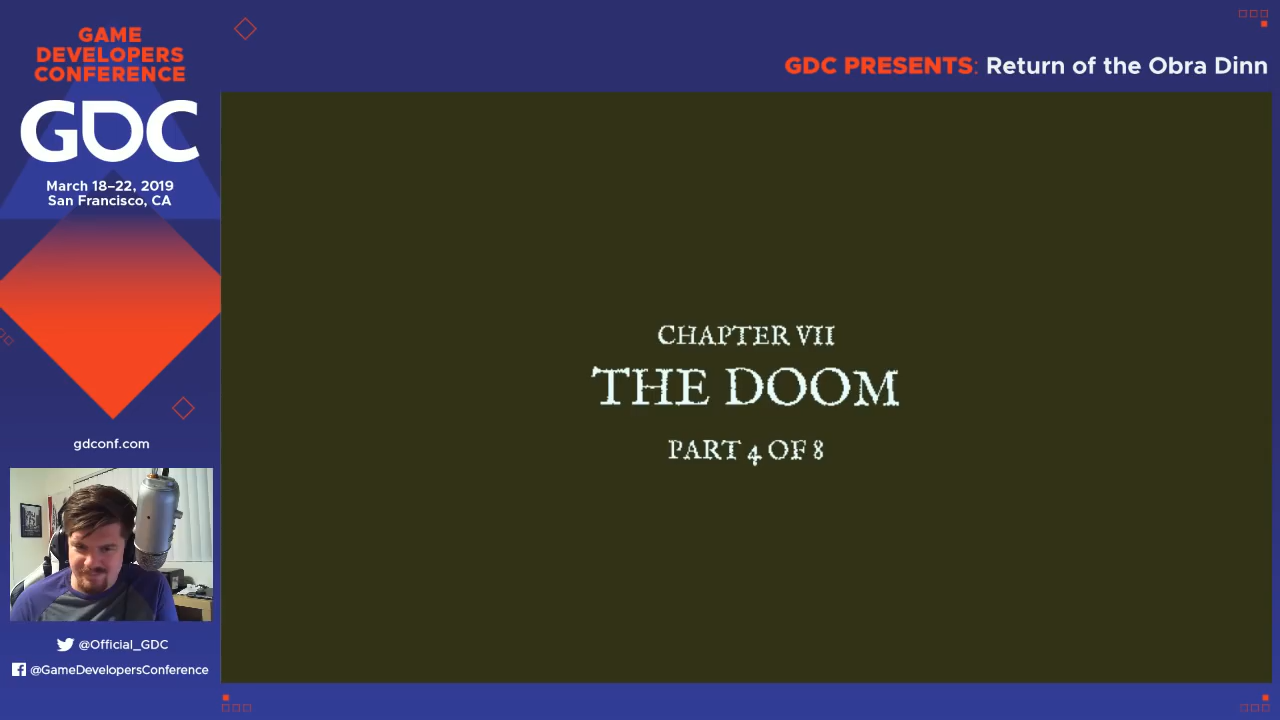 GAME
DEVELOPERS
CONFERENCE
GDC
March 18–22, 2019
San Francisco, CA
gdconf.com
@Official_GDC
@GameDevelopersConference
GDC PRESENTS: Return of the Obra Dinn
CHAPTER VII
THE DOOM
PART 4 OF 8